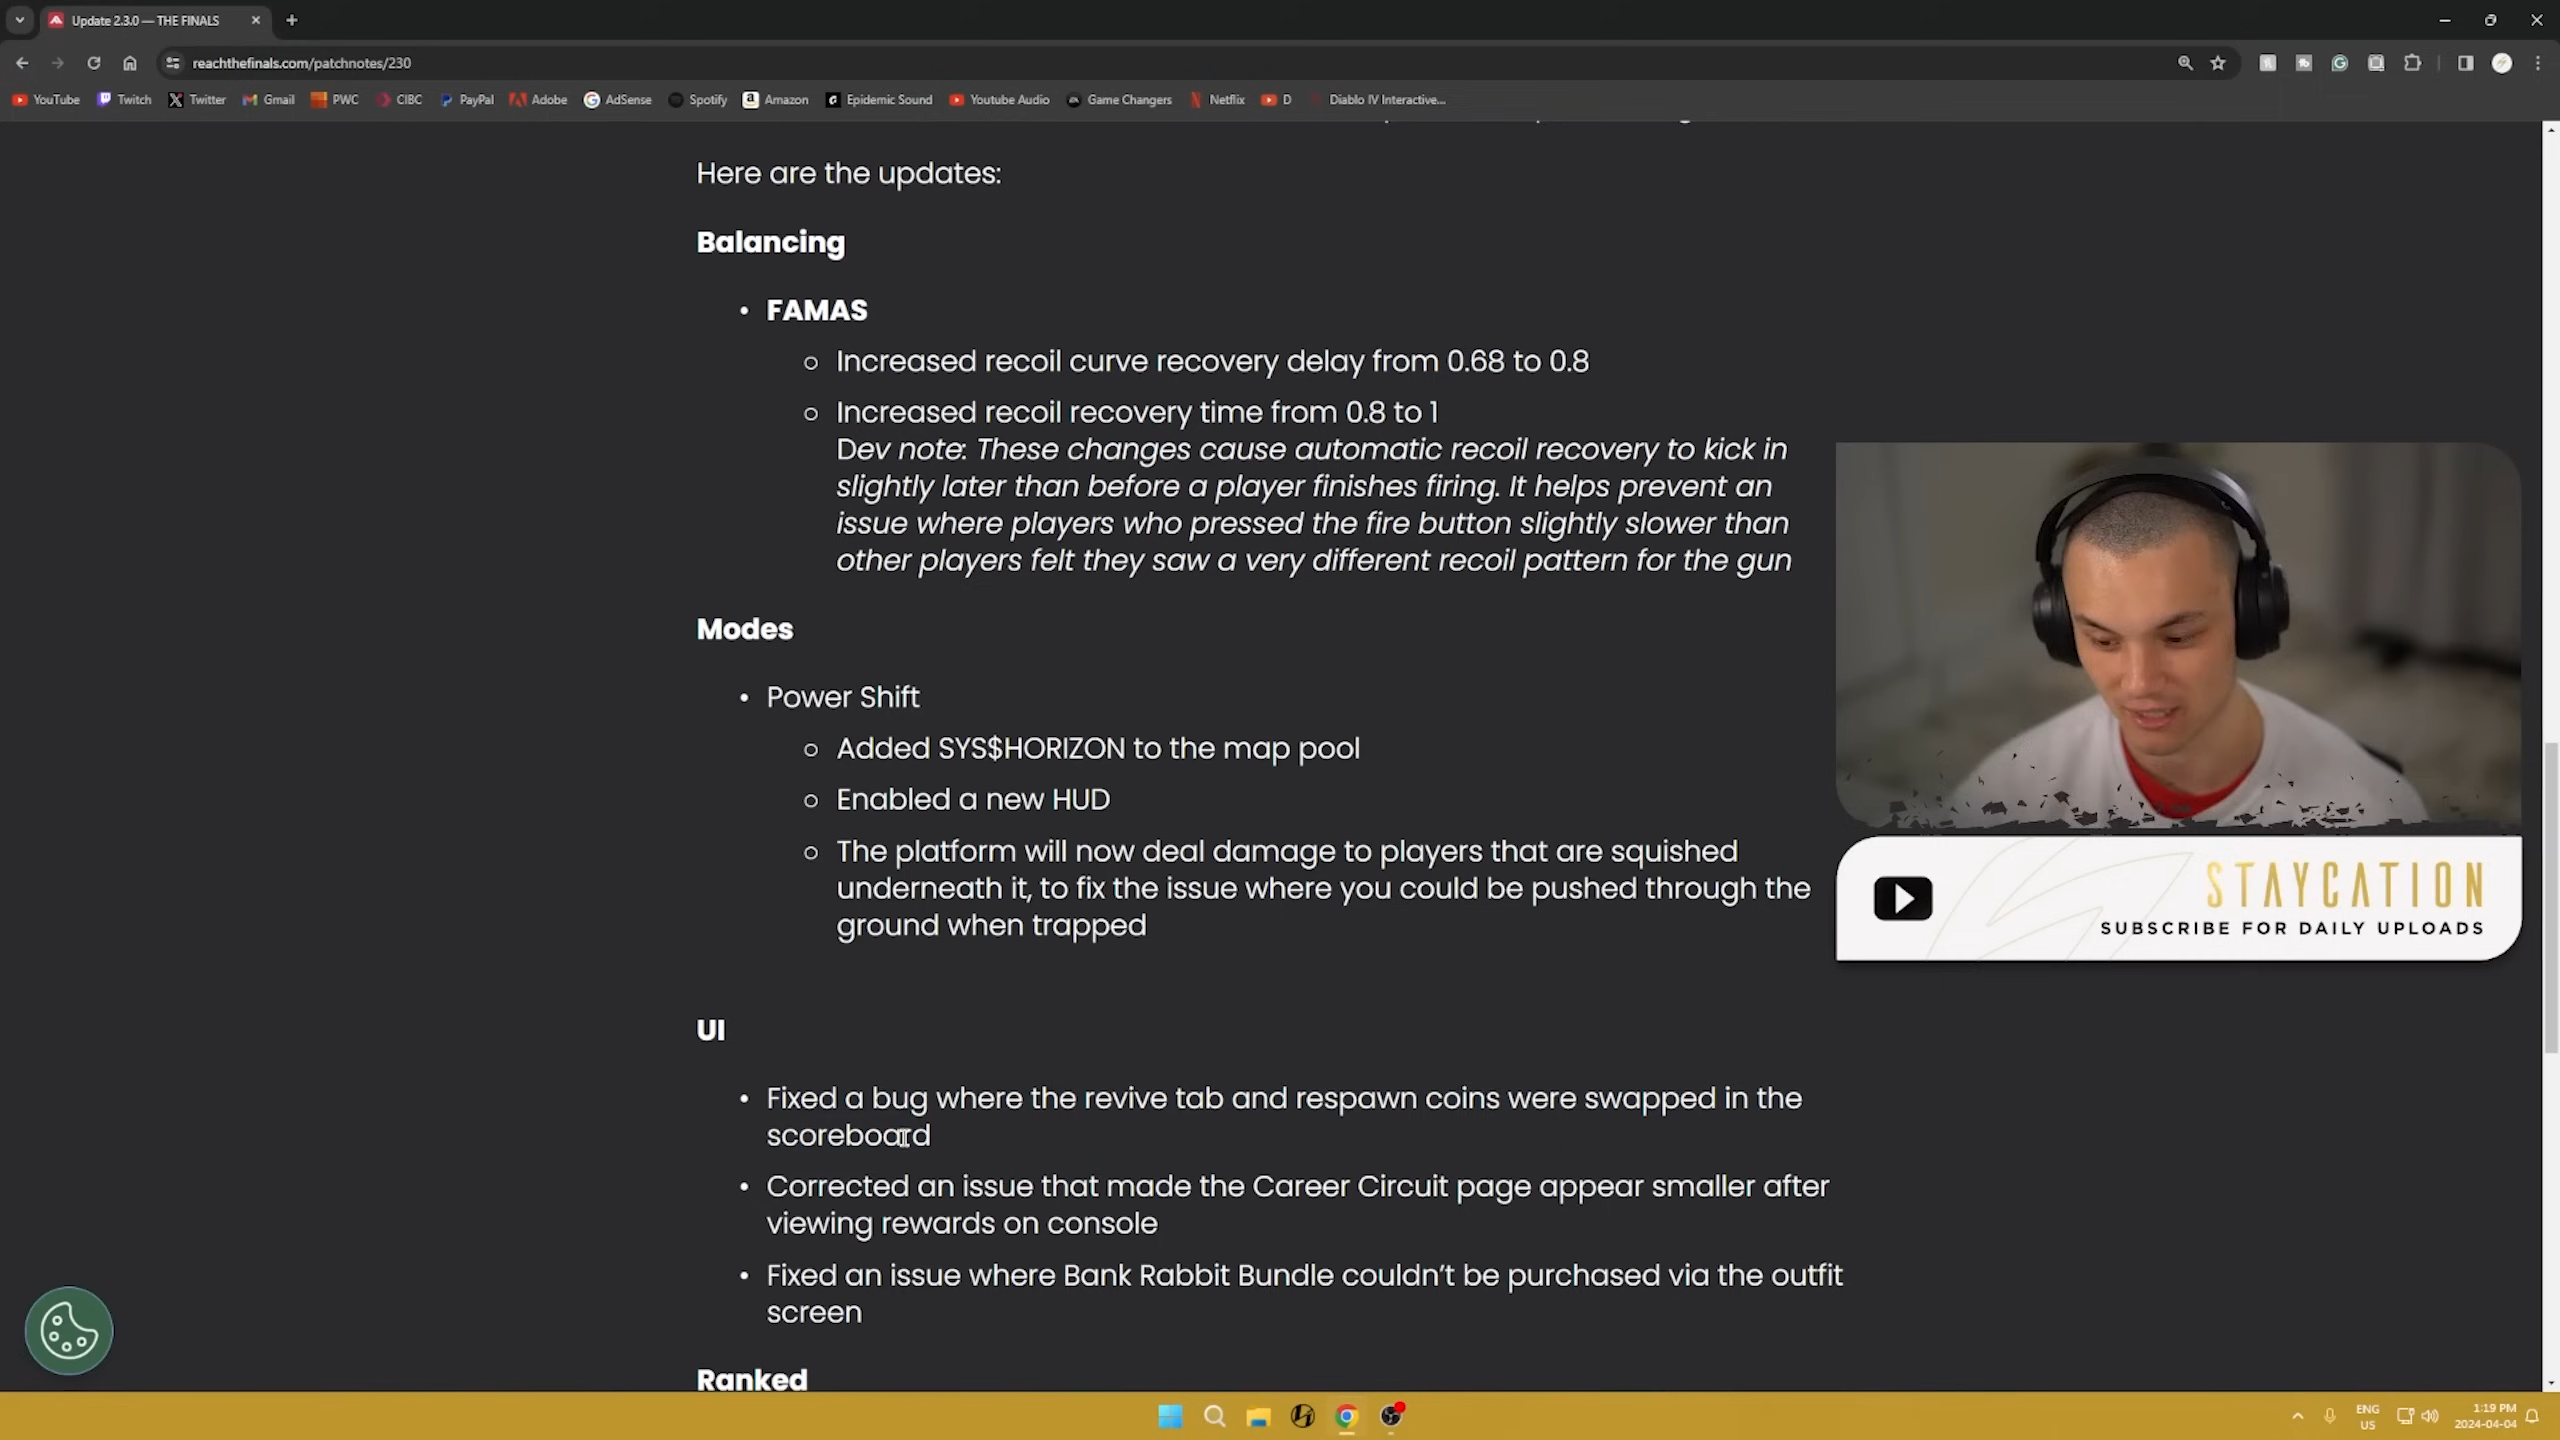 Update 2.3.0 — THE FINALS
reachthefinals.com/patchnotes/230
YouTube Twitch Twitter Gmail PWC CIBC PayPal Adobe AdSense Spotify Amazon Epidemic Sound Youtube Audio Game Changers Netflix D Diablo IV Interactive...
Here are the updates:
Balancing
• FAMAS
○ Increased recoil curve recovery delay from 0.68 to 0.8
○ Increased recoil recovery time from 0.8 to 1
Dev note: These changes cause automatic recoil recovery to kick in
slightly later than before a player finishes firing. It helps prevent an
issue where players who pressed the fire button slightly slower than
other players felt they saw a very different recoil pattern for the gun
Modes
• Power Shift
○ Added SYS$HORIZON to the map pool
○ Enabled a new HUD
○ The platform will now deal damage to players that are squished
underneath it, to fix the issue where you could be pushed through the
ground when trapped
STAYCATION
SUBSCRIBE FOR DAILY UPLOADS
UI
• Fixed a bug where the revive tab and respawn coins were swapped in the
scoreboard
• Corrected an issue that made the Career Circuit page appear smaller after
viewing rewards on console
• Fixed an issue where Bank Rabbit Bundle couldn't be purchased via the outfit
screen
Ranked
ENG
US
1:19 PM
2024-04-04